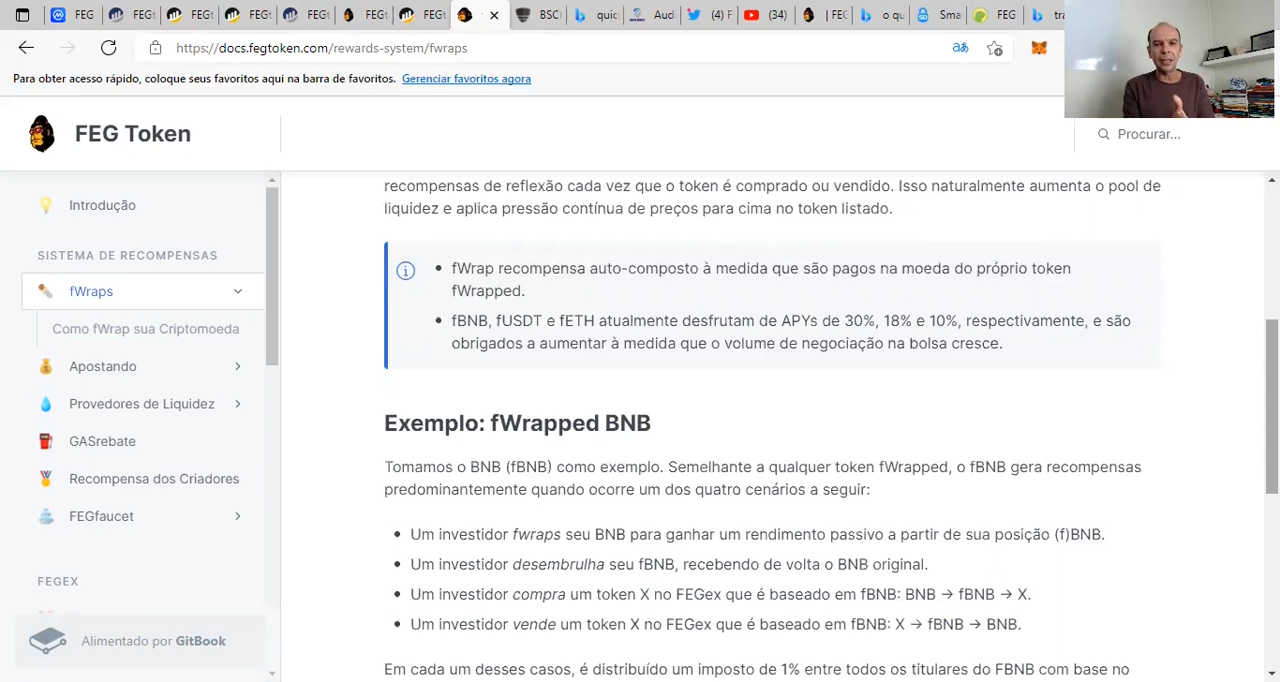 FEG
FEGt
FEGt
FEGt
FEGt
FEGt
FEGt
BSC
quic
Audi
(4) F
(34)
| FEG
o qu
Sma
FEG
tra
https://docs.fegtoken.com/rewards-system/fwraps
Para obter acesso rápido, coloque seus favoritos aqui na barra de favoritos. Gerenciar favoritos agora
FEG Token
Procurar...
Introdução
SISTEMA DE RECOMPENSAS
fWraps
Como fWrap sua Criptomoeda
Apostando
Provedores de Liquidez
GASrebate
Recompensa dos Criadores
FEGfaucet
FEGEX
Alimentado por GitBook
recompensas de reflexão cada vez que o token é comprado ou vendido. Isso naturalmente aumenta o pool de
liquidez e aplica pressão contínua de preços para cima no token listado.
• fWrap recompensa auto-composto à medida que são pagos na moeda do próprio token
fWrapped.
• fBNB, fUSDT e fETH atualmente desfrutam de APYs de 30%, 18% e 10%, respectivamente, e são
obrigados a aumentar à medida que o volume de negociação na bolsa cresce.
Exemplo: fWrapped BNB
Tomamos o BNB (fBNB) como exemplo. Semelhante a qualquer token fWrapped, o fBNB gera recompensas
predominantemente quando ocorre um dos quatro cenários a seguir:
• Um investidor fwraps seu BNB para ganhar um rendimento passivo a partir de sua posição (f)BNB.
• Um investidor desembrulha seu fBNB, recebendo de volta o BNB original.
• Um investidor compra um token X no FEGex que é baseado em fBNB: BNB → fBNB → X.
• Um investidor vende um token X no FEGex que é baseado em fBNB: X → fBNB → BNB.
Em cada um desses casos, é distribuído um imposto de 1% entre todos os titulares do FBNB com base no